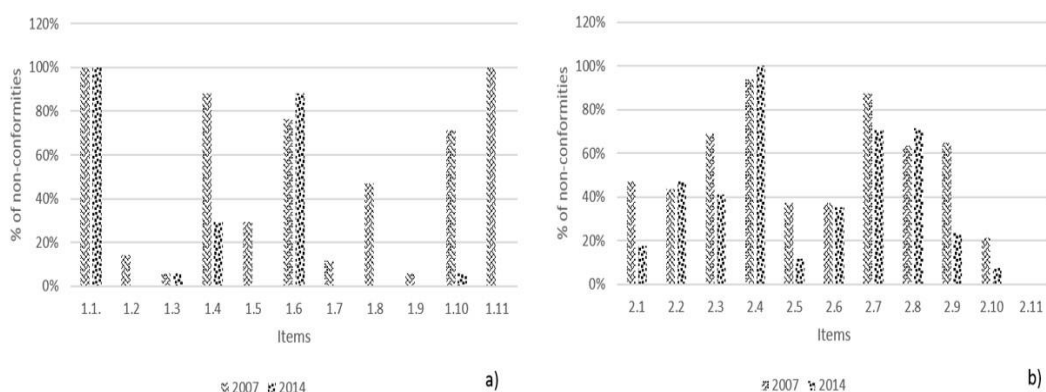 120%
100%
80%
60%
40%
20%
0%
% of non-conformities
1.1. 1.2 1.3 1.4 1.5 1.6 1.7 1.8 1.9 1.10 1.11
Items
2007 2014
a)
120%
100%
80%
60%
40%
20%
0%
% of non-conformities
2.1 2.2 2.3 2.4 2.5 2.6 2.7 2.8 2.9 2.10 2.11
Items
2007 2014
b)